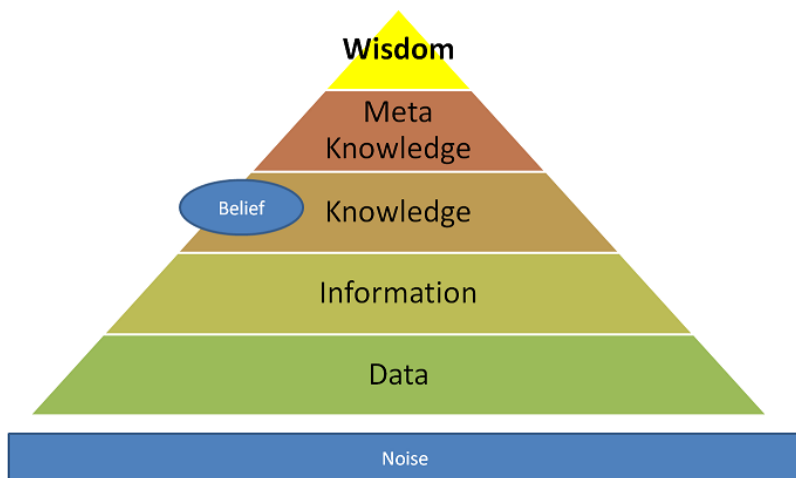 Wisdom
Meta
Knowledge
Belief
Knowledge
Information
Data
Noise